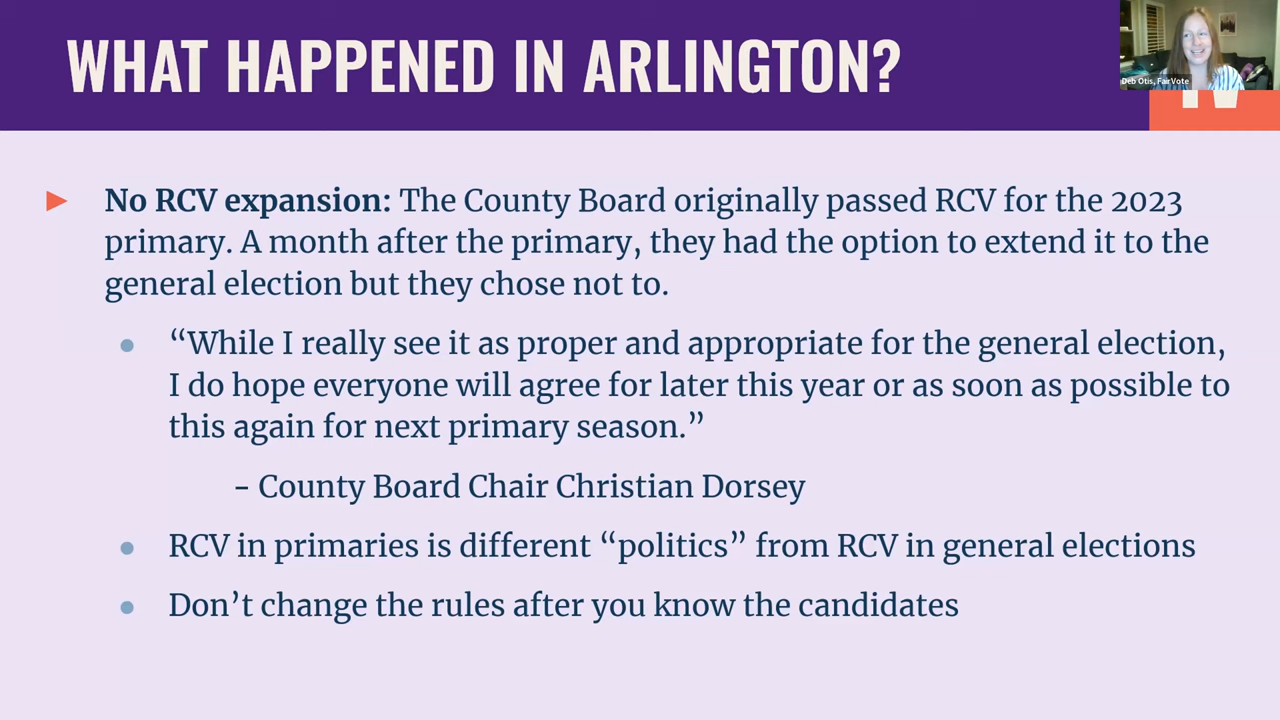 WHAT HAPPENED IN ARLINGTON?
Deb Otis, FairVote
No RCV expansion: The County Board originally passed RCV for the 2023
primary. A month after the primary, they had the option to extend it to the
general election but they chose not to.
“While I really see it as proper and appropriate for the general election,
I do hope everyone will agree for later this year or as soon as possible to
this again for next primary season.”
- County Board Chair Christian Dorsey
RCV in primaries is different “politics” from RCV in general elections
Don’t change the rules after you know the candidates